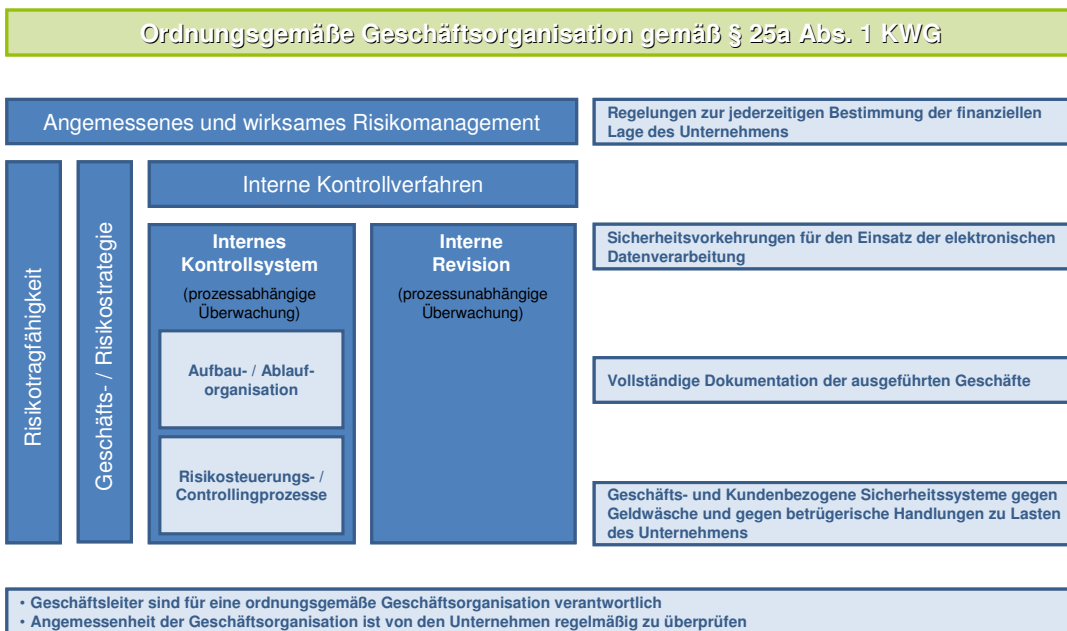 Ordnungsgemäße Geschäftsorganisation gemäß § 25a Abs. 1 KWG
Angemessenes und wirksames Risikomanagement
Risikotragfähigkeit
Geschäfts- / Risikostrategie
Interne Kontrollverfahren
Internes
Kontrollsystem
(prozessabhängige
Überwachung)
Aufbau- / Ablauf-
organisation
Risikosteuerungs- /
Controllingprozesse
Interne
Revision
(prozessunabhängige
Überwachung)
Regelungen zur jederzeitigen Bestimmung der finanziellen
Lage des Unternehmens
Sicherheitsvorkehrungen für den Einsatz der elektronischen
Datenverarbeitung
Vollständige Dokumentation der ausgeführten Geschäfte
Geschäfts- und Kundenbezogene Sicherheitssysteme gegen
Geldwäsche und gegen betrügerische Handlungen zu Lasten
des Unternehmens
• Geschäftsleiter sind für eine ordnungsgemäße Geschäftsorganisation verantwortlich
• Angemessenheit der Geschäftsorganisation ist von den Unternehmen regelmäßig zu überprüfen